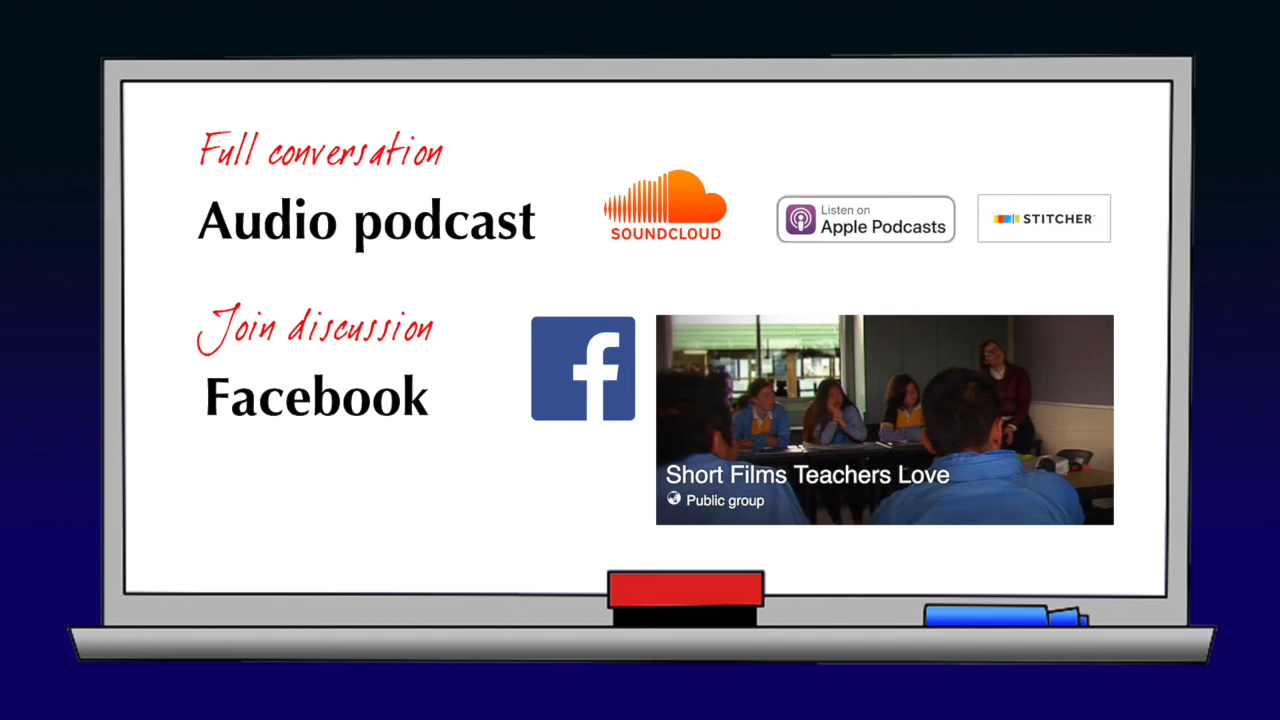 Full conversation
Audio podcast
SOUNDCLOUD
Listen on
Apple Podcasts
STITCHER
Join discussion
Facebook
f
Short Films Teachers Love
Public group